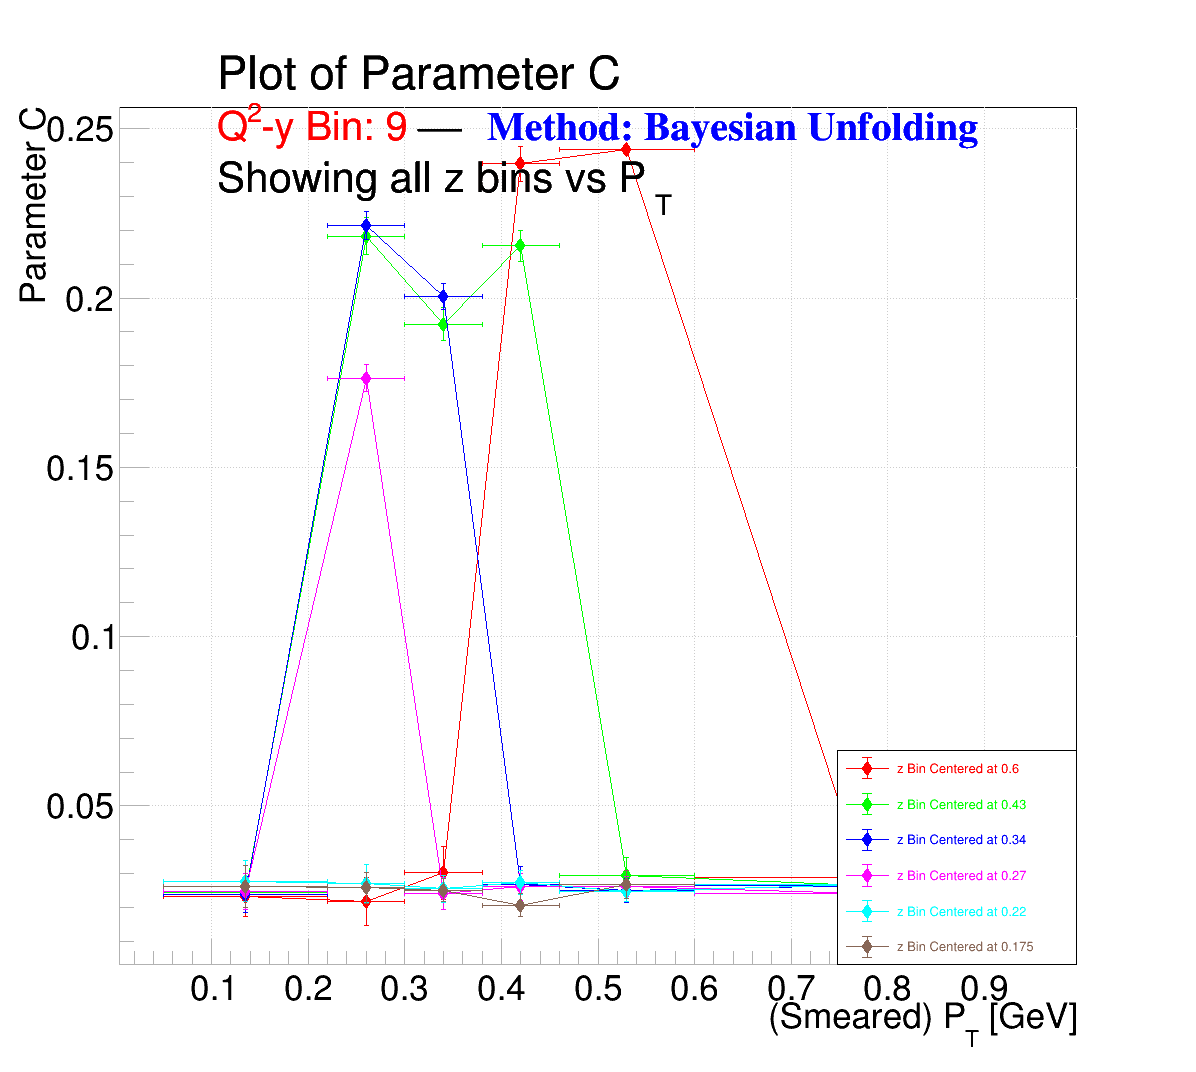 Plot of Parameter C
Q²-y Bin: 9 — Method: Bayesian Unfolding
Showing all z bins vs P_T
Parameter C
0.25
0.2
0.15
0.1
0.05
z Bin Centered at 0.6
z Bin Centered at 0.43
z Bin Centered at 0.34
z Bin Centered at 0.27
z Bin Centered at 0.22
z Bin Centered at 0.175
0.1 0.2 0.3 0.4 0.5 0.6 0.7 0.8 0.9
(Smeared) P_T [GeV]